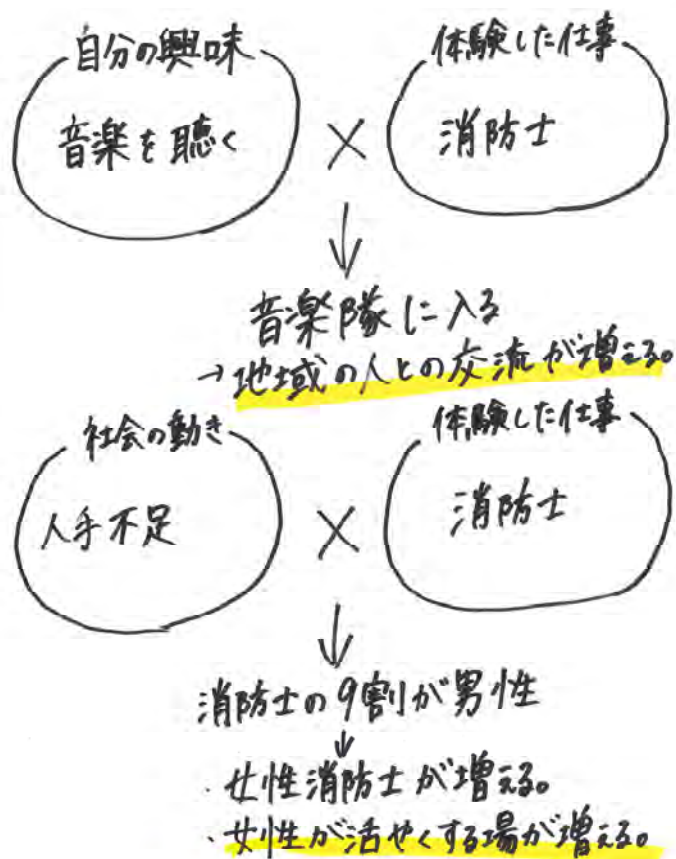 自分の興味 体験した仕事
音楽を聴く × 消防士
↓
音楽隊に入る
→地域の人との交流が増える。
社会の動き 体験した仕事
人手不足 × 消防士
↓
消防士の9割が男性
↓
・女性消防士が増える。
・女性が活やくする場が増える。